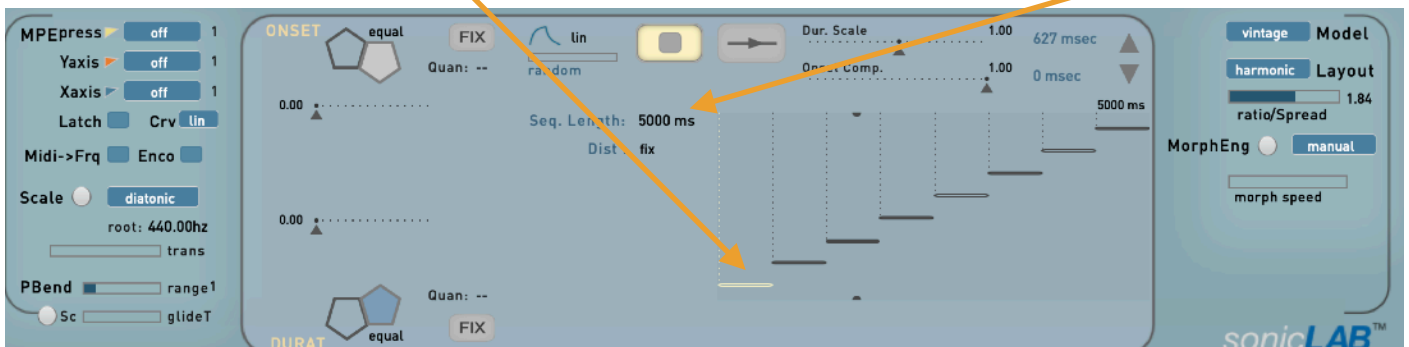 MPEpress off 1
Yaxis off 1
Xaxis off 1
Latch Crv lin
Midi->Frq Enco
Scale diatonic
root: 440.00hz
trans
PBend range1
Sc glideT
ONSET equal FIX
Quan: --
0.00
0.00
Quan: --
DURAT equal FIX
lin
random
Seq. Length: 5000 ms
Dist : fix
Dur. Scale 1.00 627 msec
Onset Comp. 1.00 0 msec
5000 ms
vintage Model
harmonic Layout
1.84
ratio/Spread
MorphEng manual
morph speed
sonicLAB™